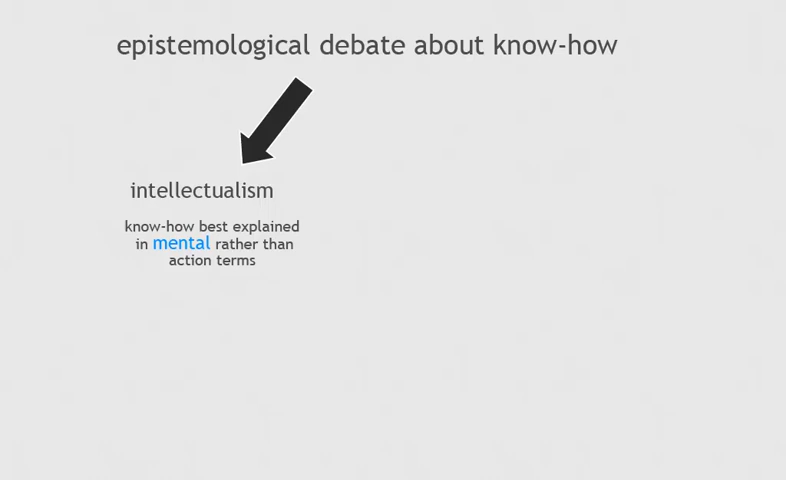 epistemological debate about know-how
intellectualism
know-how best explained
in mental rather than
action terms